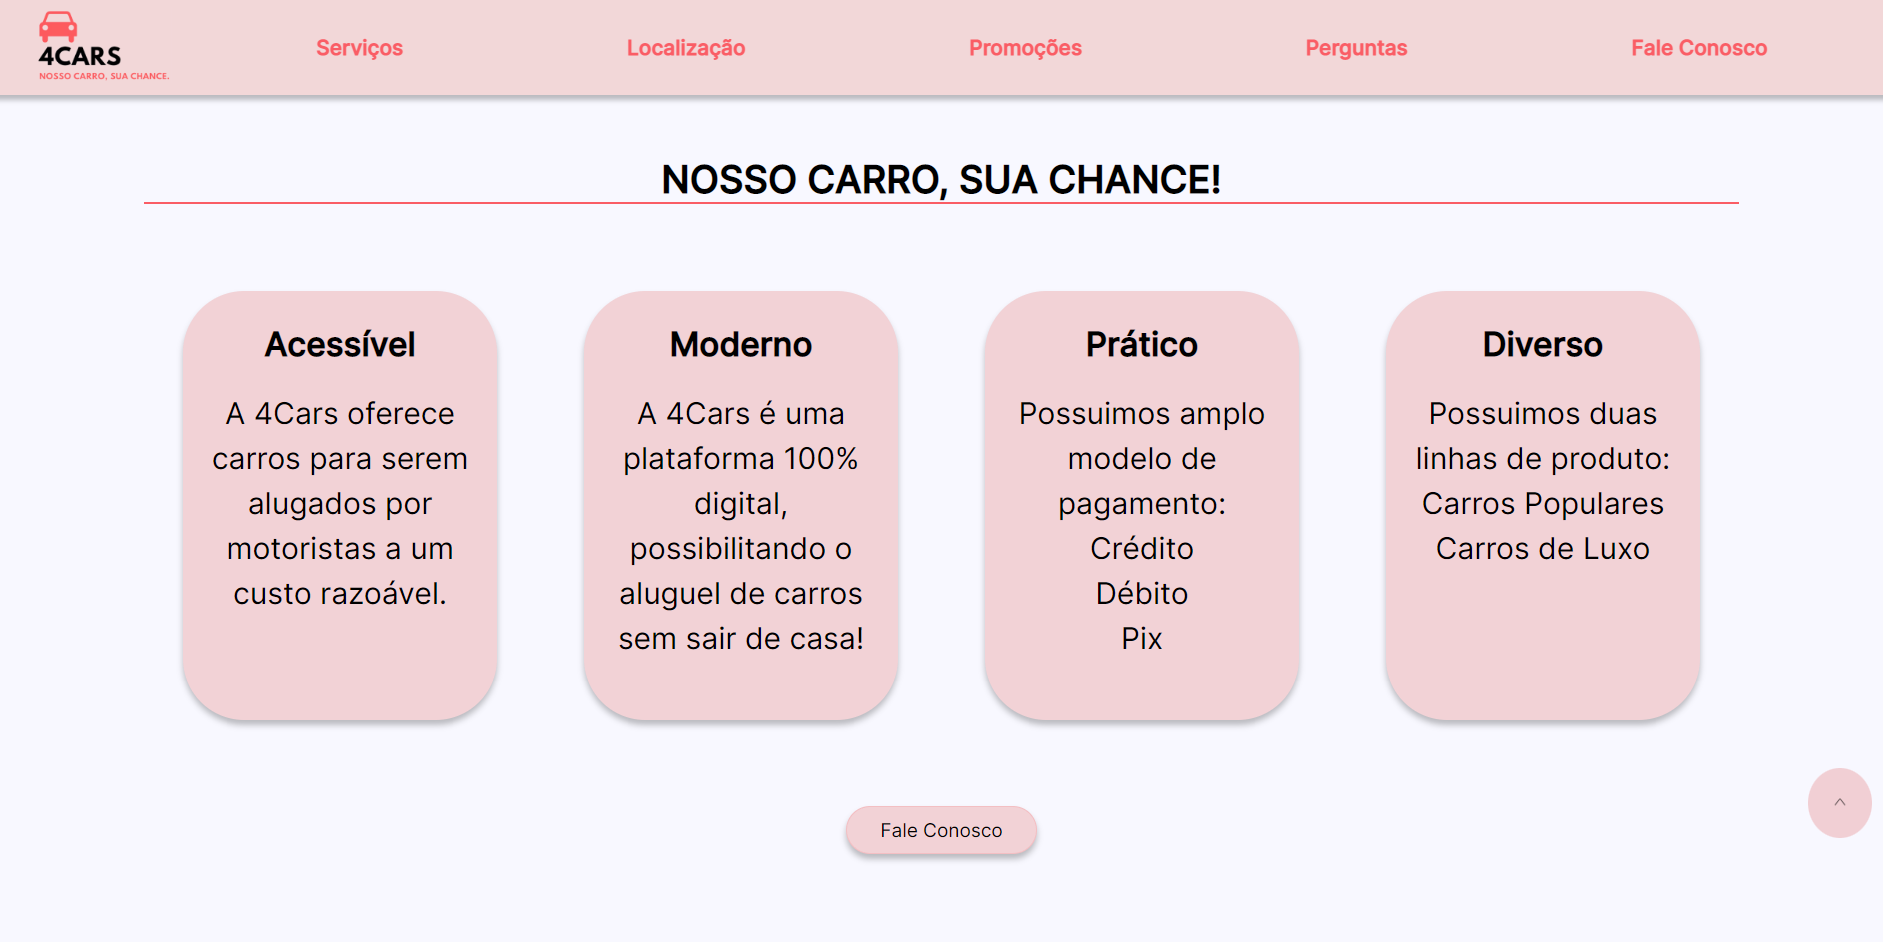 4CARS
NOSSO CARRO, SUA CHANCE.
Serviços
Localização
Promoções
Perguntas
Fale Conosco
NOSSO CARRO, SUA CHANCE!
Acessível
A 4Cars oferece
carros para serem
alugados por
motoristas a um
custo razoável.
Moderno
A 4Cars é uma
plataforma 100%
digital,
possibilitando o
aluguel de carros
sem sair de casa!
Prático
Possuimos amplo
modelo de
pagamento:
Crédito
Débito
Pix
Diverso
Possuimos duas
linhas de produto:
Carros Populares
Carros de Luxo
Fale Conosco